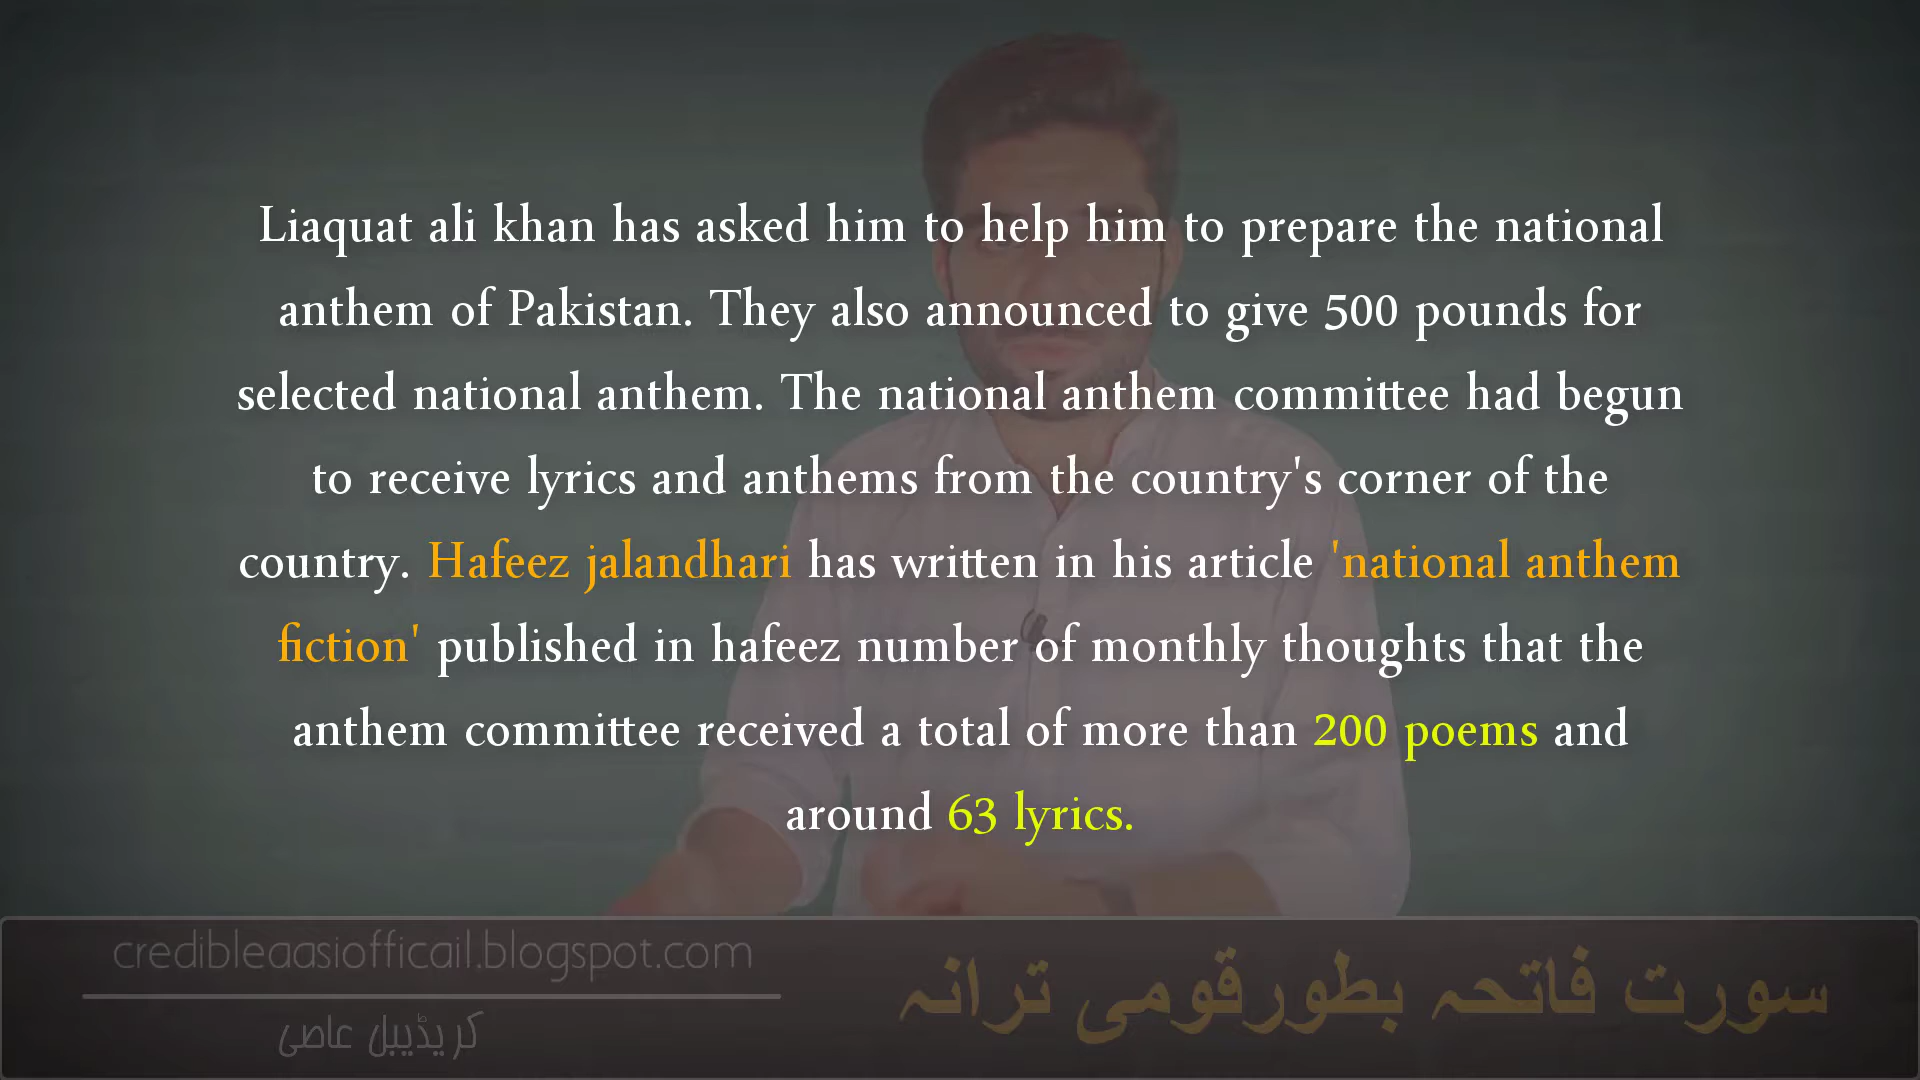 Liaquat ali khan has asked him to help him to prepare the national
anthem of Pakistan. They also announced to give 500 pounds for
selected national anthem. The national anthem committee had begun
to receive lyrics and anthems from the country's corner of the
country. Hafeez jalandhari has written in his article 'national anthem
fiction' published in hafeez number of monthly thoughts that the
anthem committee received a total of more than 200 poems and
around 63 lyrics.
credibleaasiofficail.blogspot.com
کریڈیبل عاصی
سورت فاتحہ بطورقومی ترانہ